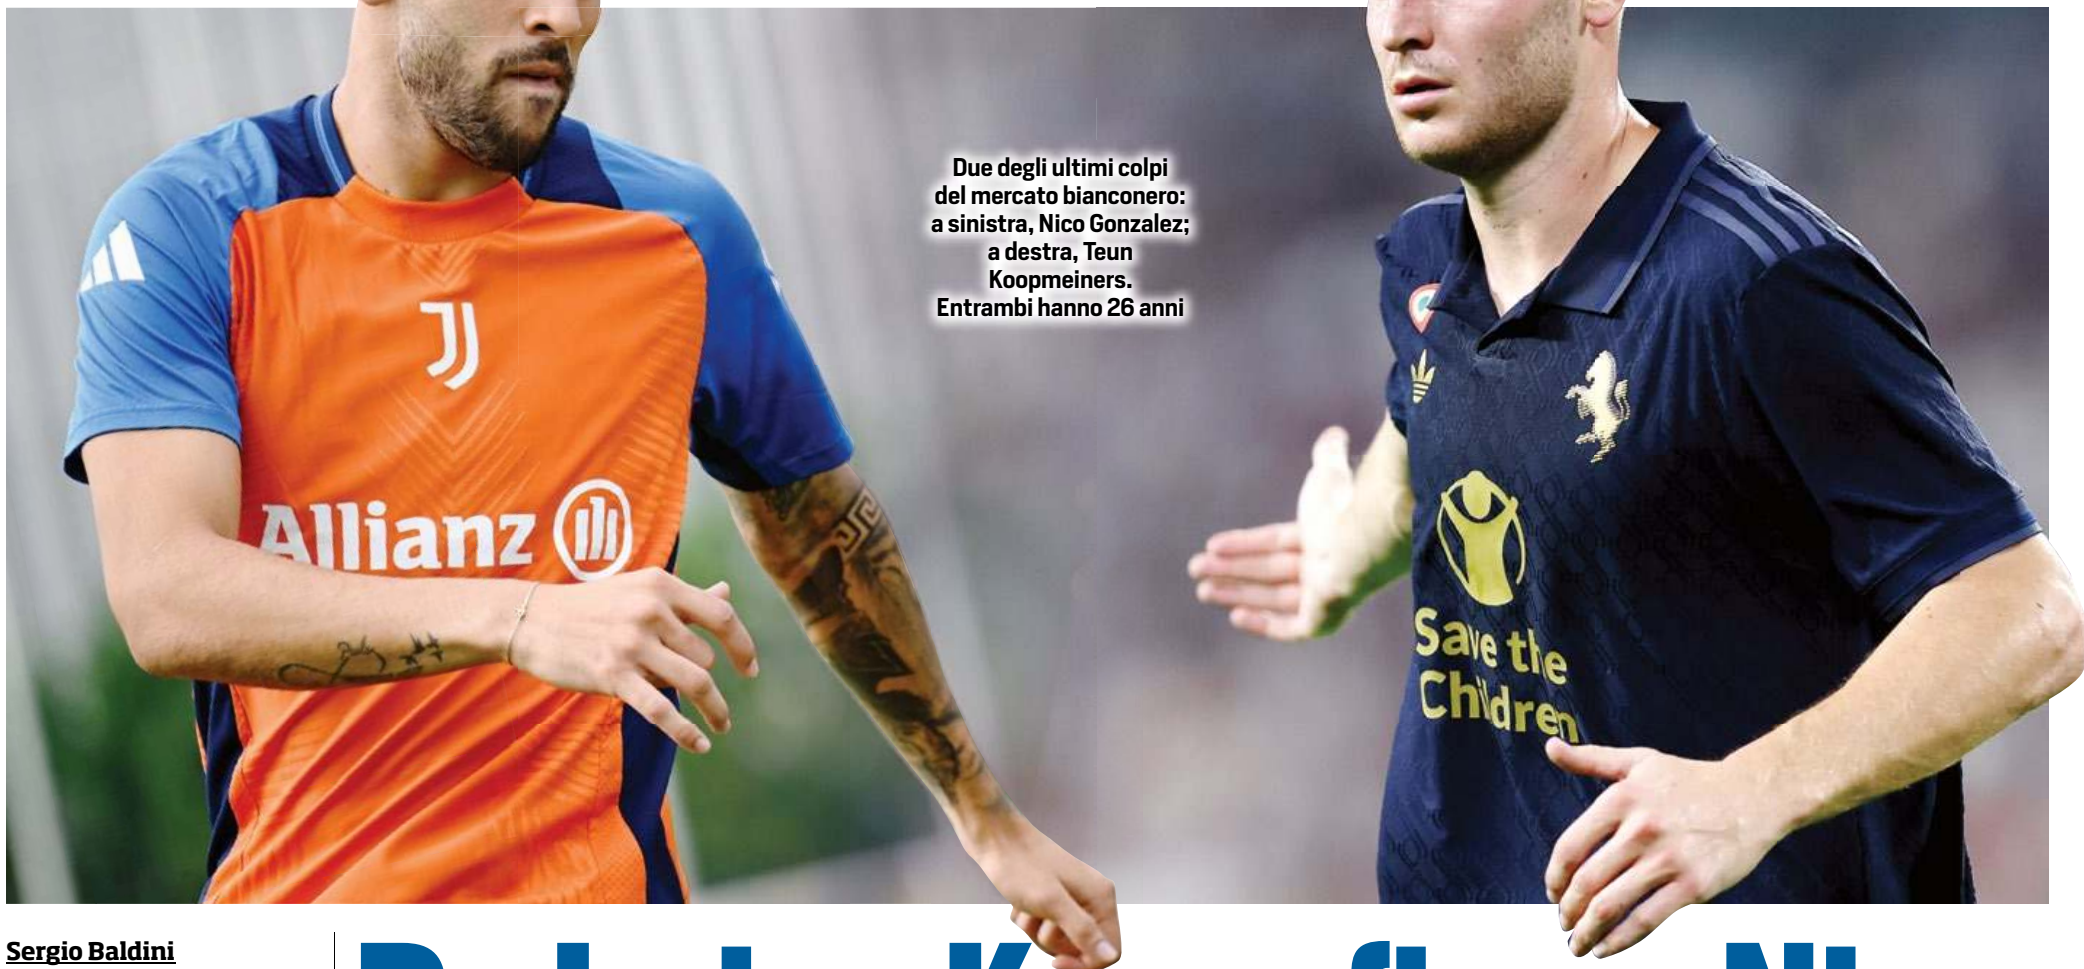 Due degli ultimi colpi
del mercato bianconero:
a sinistra, Nico Gonzalez;
a destra, Teun
Koopmeiners.
Entrambi hanno 26 anni
Allianz
Save the
Children
Sergio Baldini